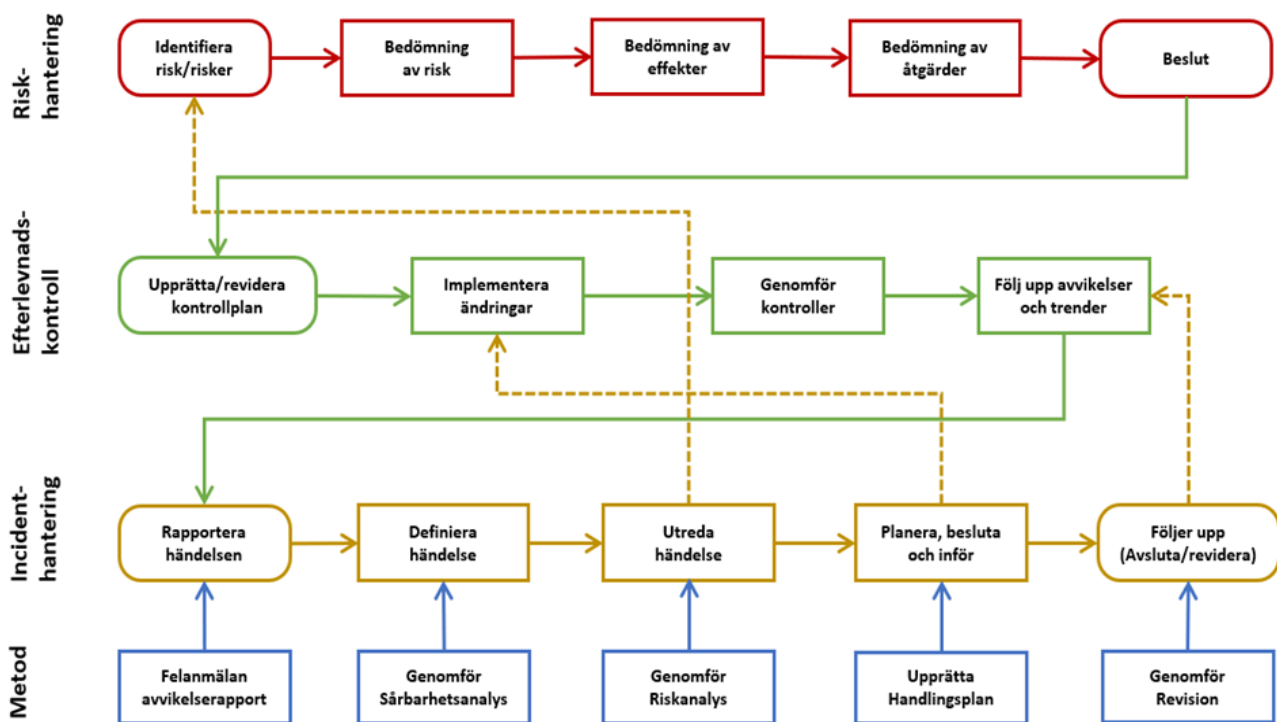 Risk-
hantering
Identifiera
risk/risker
Bedömning
av risk
Bedömning av
effekter
Bedömning av
åtgärder
Beslut
Efterlevnads-
kontroll
Upprätta/revidera
kontrollplan
Implementera
ändringar
Genomför
kontroller
Följ upp avvikelser
och trender
Incident-
hantering
Rapportera
händelsen
Definiera
händelse
Utreda
händelse
Planera, besluta
och inför
Följer upp
(Avsluta/revidera)
Metod
Felanmälan
avvikelserapport
Genomför
Sårbarhetsanalys
Genomför
Riskanalys
Upprätta
Handlingsplan
Genomför
Revision